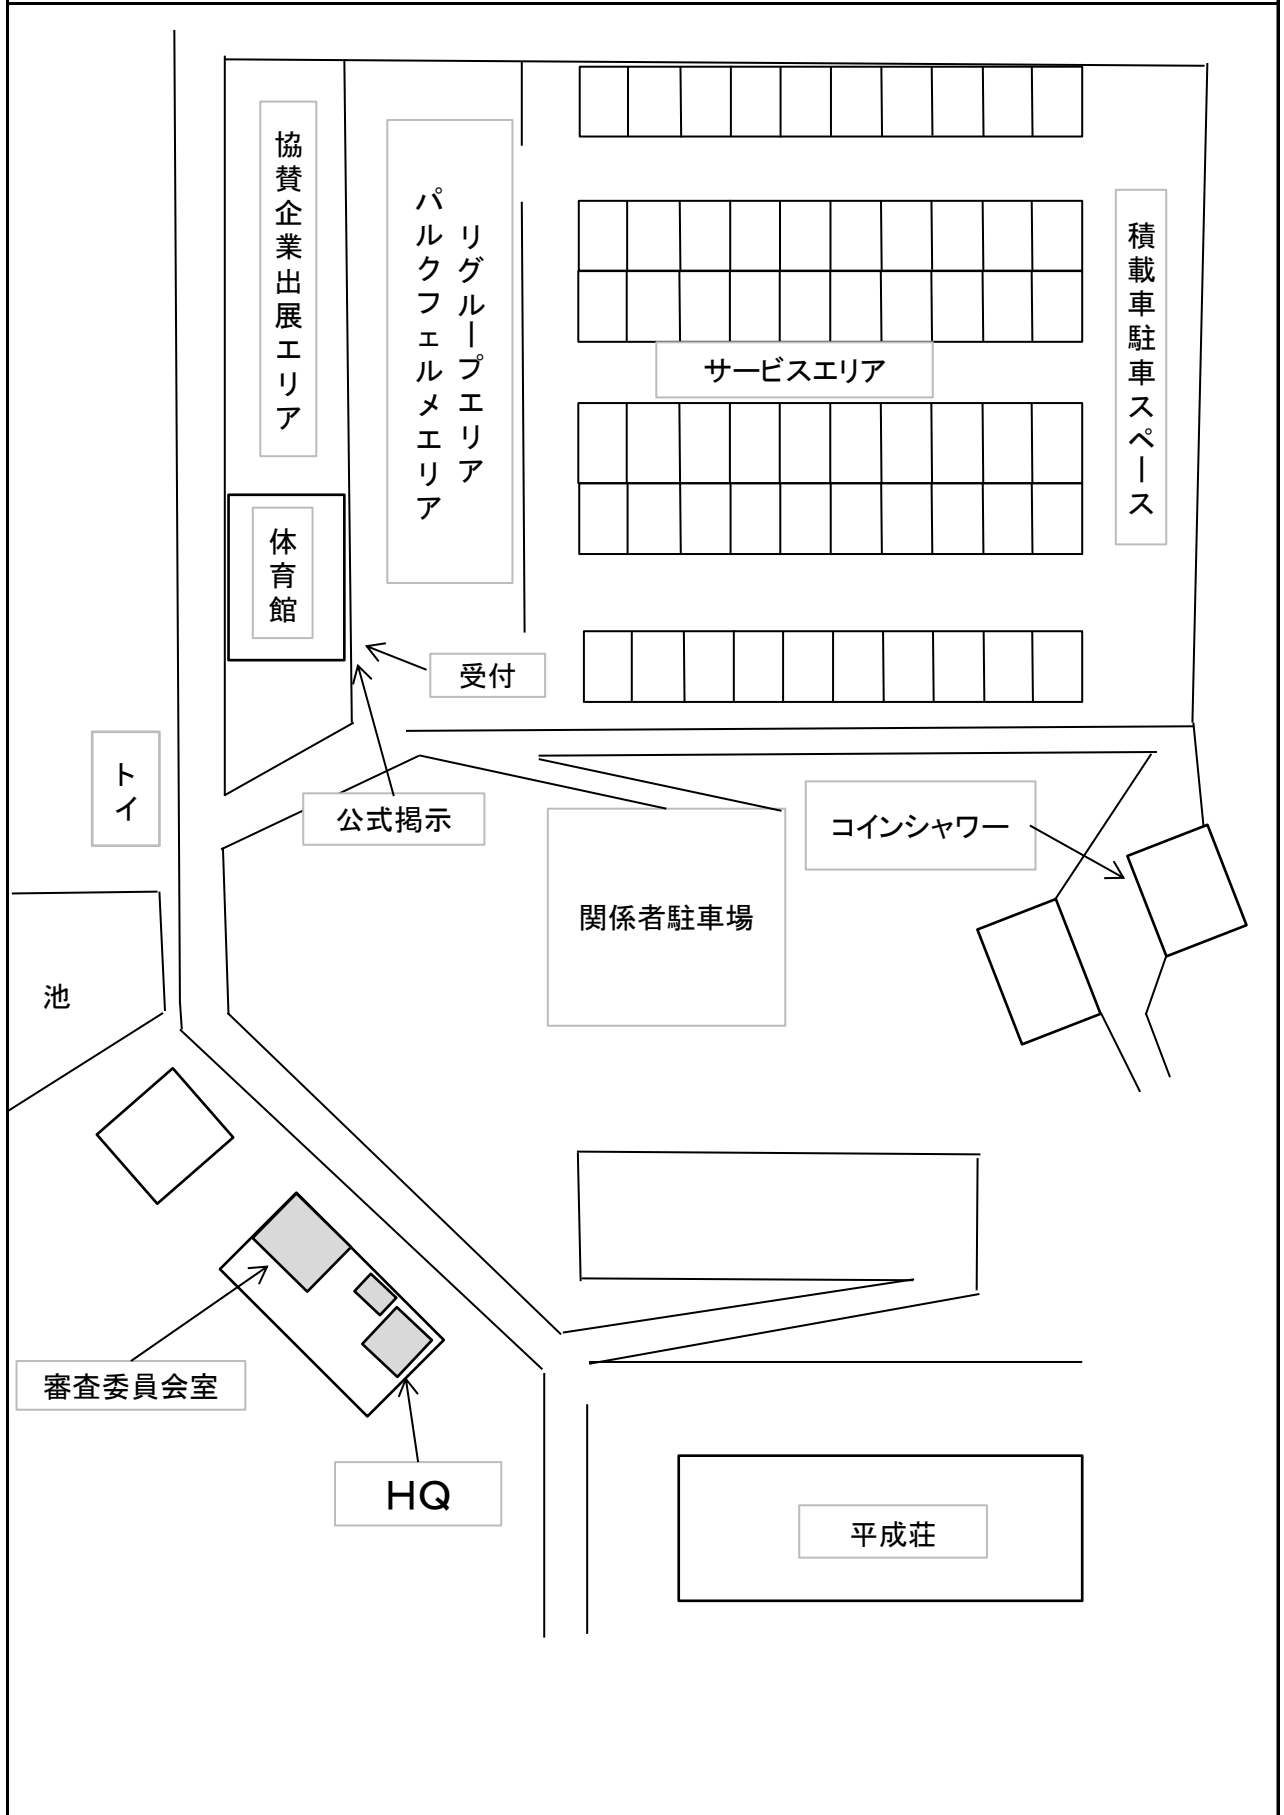 協賛企業出展エリア
リグループエリア
パルクフェルメエリア
サービスエリア
積載車駐車スペース
体育館
受付
トイ
公式掲示
コインシャワー
関係者駐車場
池
審査委員会室
HQ
平成荘